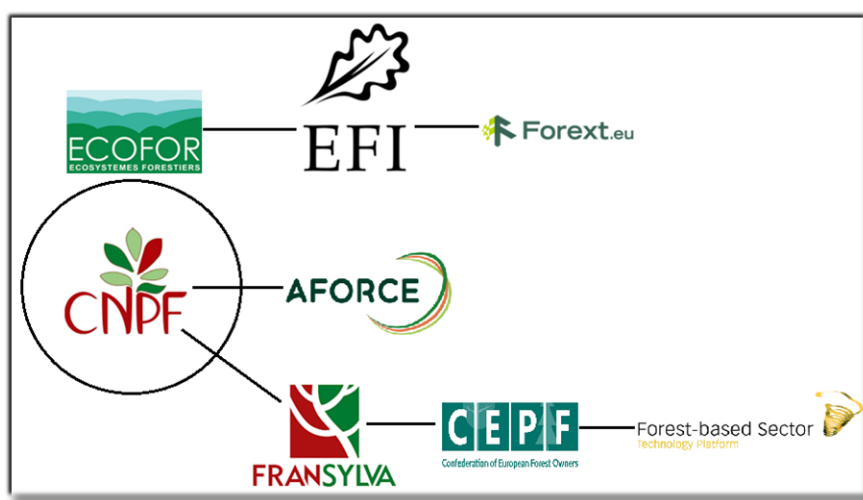 ECOFOR
ECOSYSTEMES FORESTIERS
EFI
Forext.eu
CNPF
AFORCE
FRANSYLVA
CEPF
Confederation of European Forest Owners
Forest-based Sector
Technology Platform